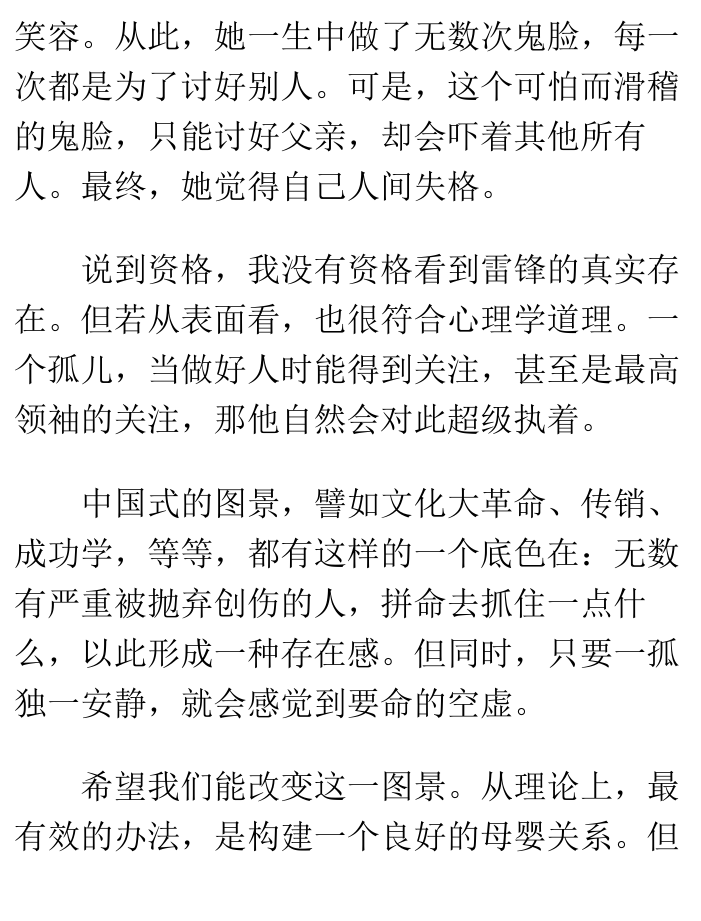 笑容。从此，她一生中做了无数次鬼脸，每一
次都是为了讨好别人。可是，这个可怕而滑稽
的鬼脸，只能讨好父亲，却会吓着其他所有
人。最终，她觉得自己人间失格。
说到资格，我没有资格看到雷锋的真实存
在。但若从表面看，也很符合心理学道理。一
个孤儿，当做好人时能得到关注，甚至是最高
领袖的关注，那他自然会对此超级执着。
中国式的图景，譬如文化大革命、传销、
成功学，等等，都有这样的一个底色在：无数
有严重被抛弃创伤的人，拼命去抓住一点什
么，以此形成一种存在感。但同时，只要一孤
独一安静，就会感觉到要命的空虚。
希望我们能改变这一图景。从理论上，最
有效的办法，是构建一个良好的母婴关系。但